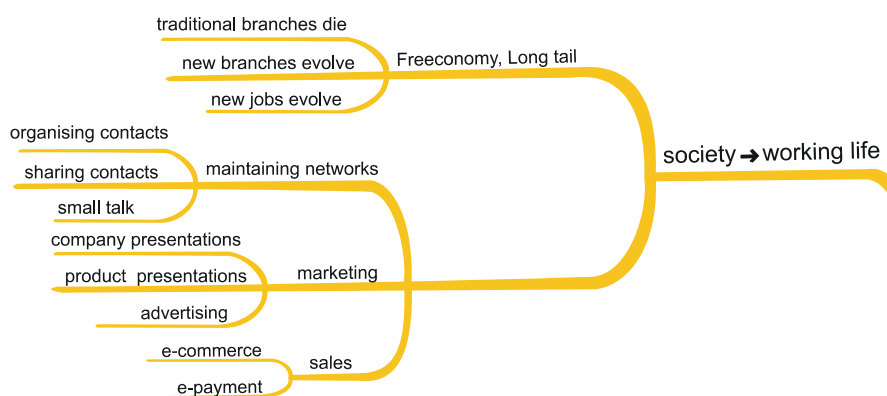 traditional branches die
new branches evolve
new jobs evolve
Freeconomy, Long tail
society → working life
organising contacts
sharing contacts
small talk
maintaining networks
company presentations
product presentations
advertising
marketing
e-commerce
e-payment
sales